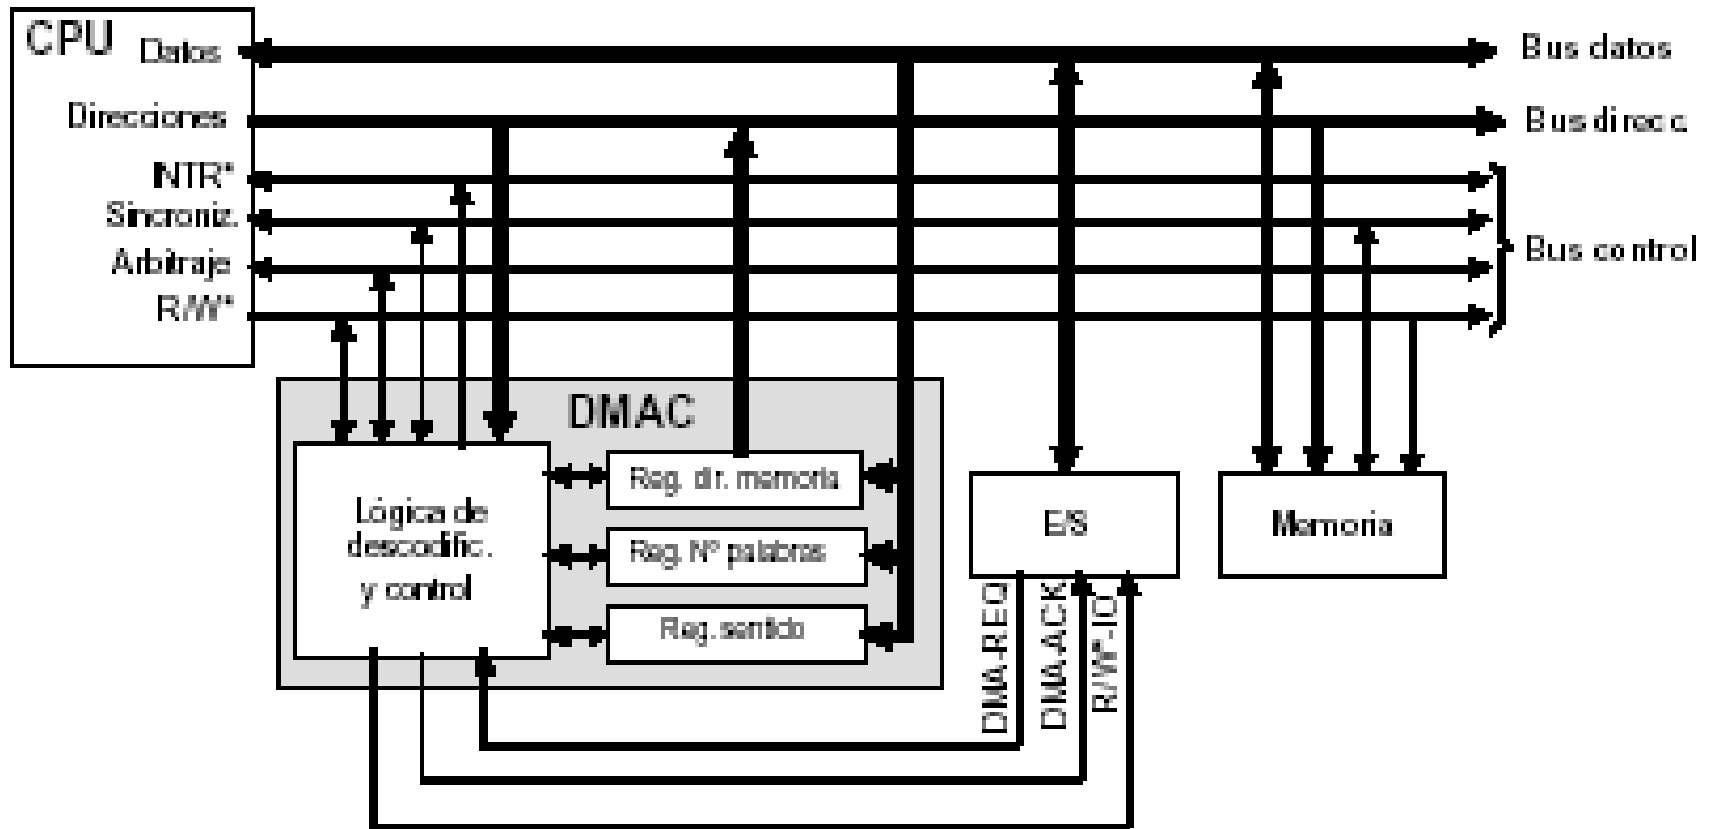 CPU
Datos
Direcciones
INTR*
Sincroniz.
Arbitraje
R/W*
Bus datos
Bus direcc
Bus control
DMAC
Lógica de
descodific.
y control
Reg. dir. memoria
Reg. Nº palabras
Reg. sentido
E/S
Memoria
DMA-REQ
DMA-ACK
R/W*-IO